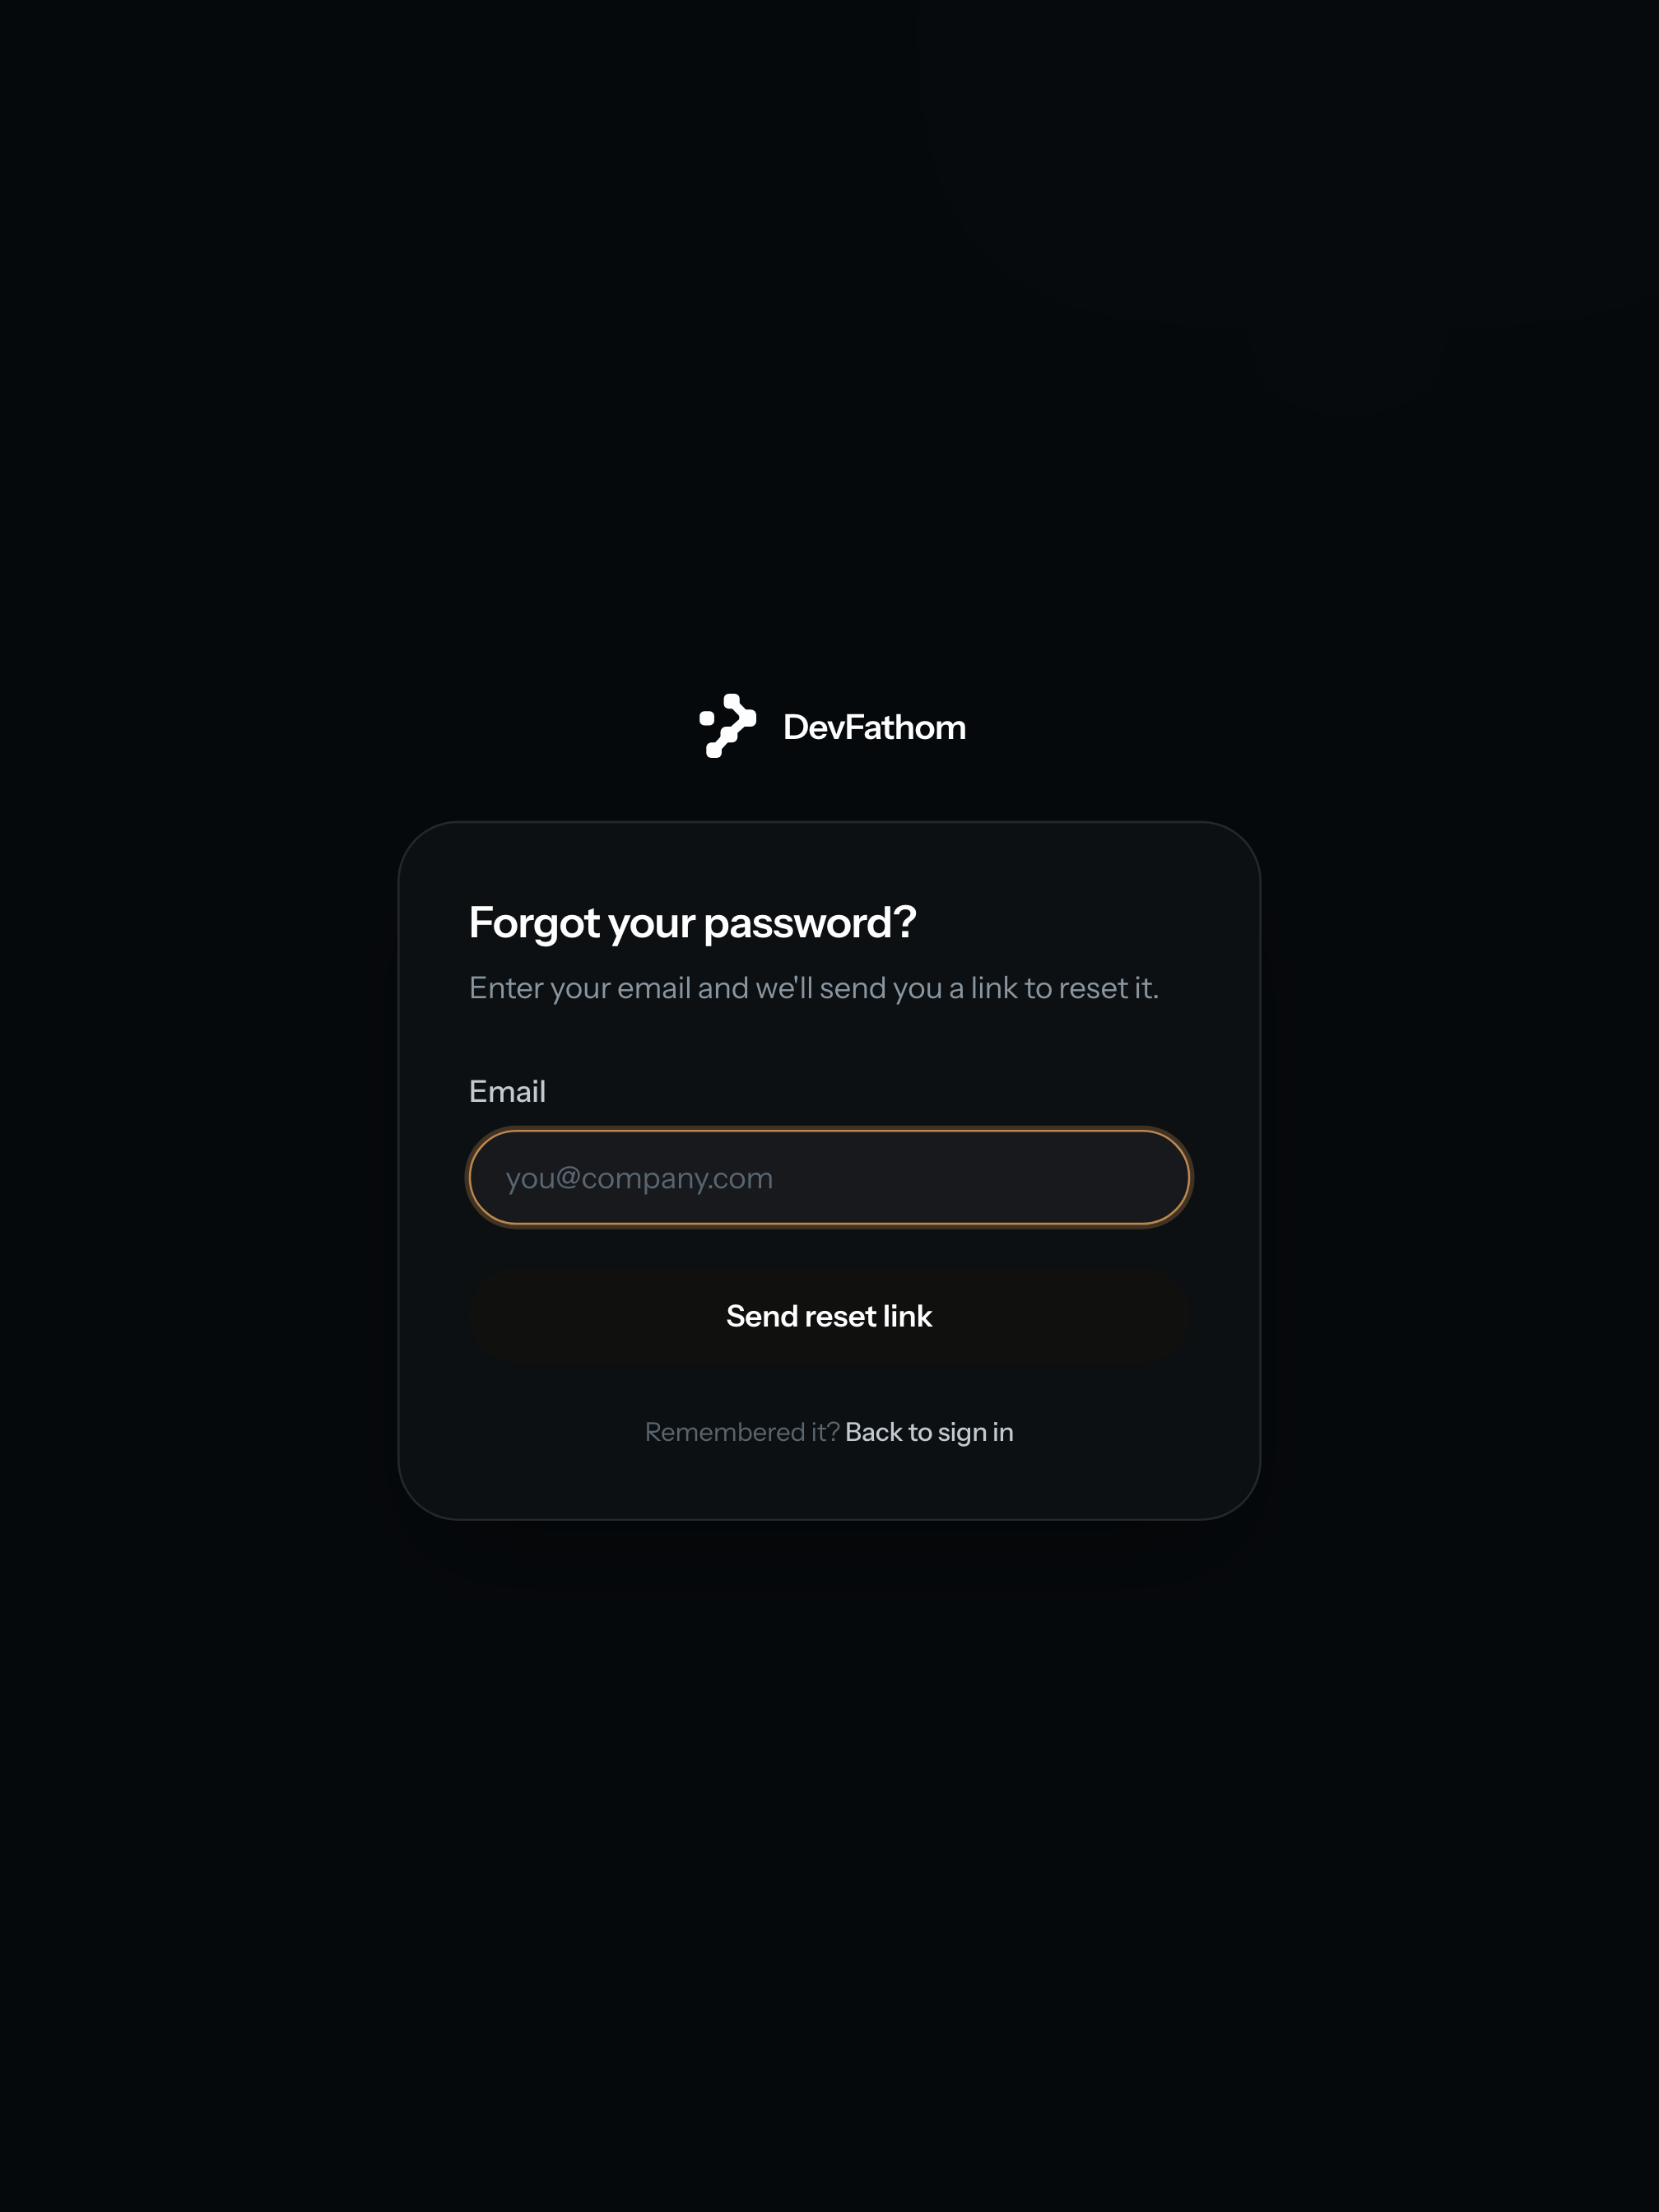 DevFathom
Forgot your password?
Enter your email and we'll send you a link to reset it.
Email
you@company.com
Send reset link
Remembered it? Back to sign in